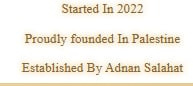 Started In 2022
Proudly founded In Palestine
Established By Adnan Salahat